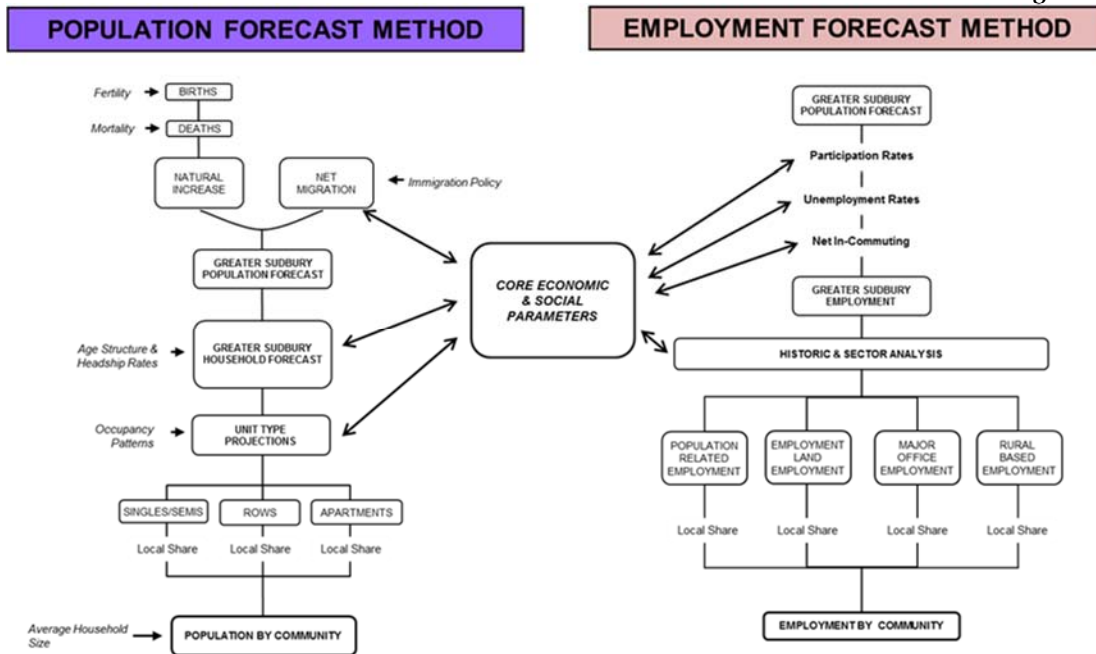 POPULATION FORECAST METHOD
Fertility
BIRTHS
Mortality
DEATHS
NATURAL
INCREASE
NET
MIGRATION
Immigration Policy
GREATER SUDBURY
POPULATION FORECAST
Age Structure &
Headship Rates
GREATER SUDBURY
HOUSEHOLD FORECAST
Occupancy
Patterns
UNIT TYPE
PROJECTIONS
SINGLES/SEMIS
ROWS
APARTMENTS
Local Share
Local Share
Local Share
Average Household
Size
POPULATION BY COMMUNITY
CORE ECONOMIC
& SOCIAL
PARAMETERS
EMPLOYMENT FORECAST METHOD
GREATER SUDBURY
POPULATION FORECAST
Participation Rates
Unemployment Rates
Net In-Commuting
GREATER SUDBURY
EMPLOYMENT
HISTORIC & SECTOR ANALYSIS
POPULATION
RELATED
EMPLOYMENT
EMPLOYMENT
LAND
EMPLOYMENT
MAJOR
OFFICE
EMPLOYMENT
RURAL
BASED
EMPLOYMENT
Local Share
Local Share
Local Share
Local Share
EMPLOYMENT BY COMMUNITY